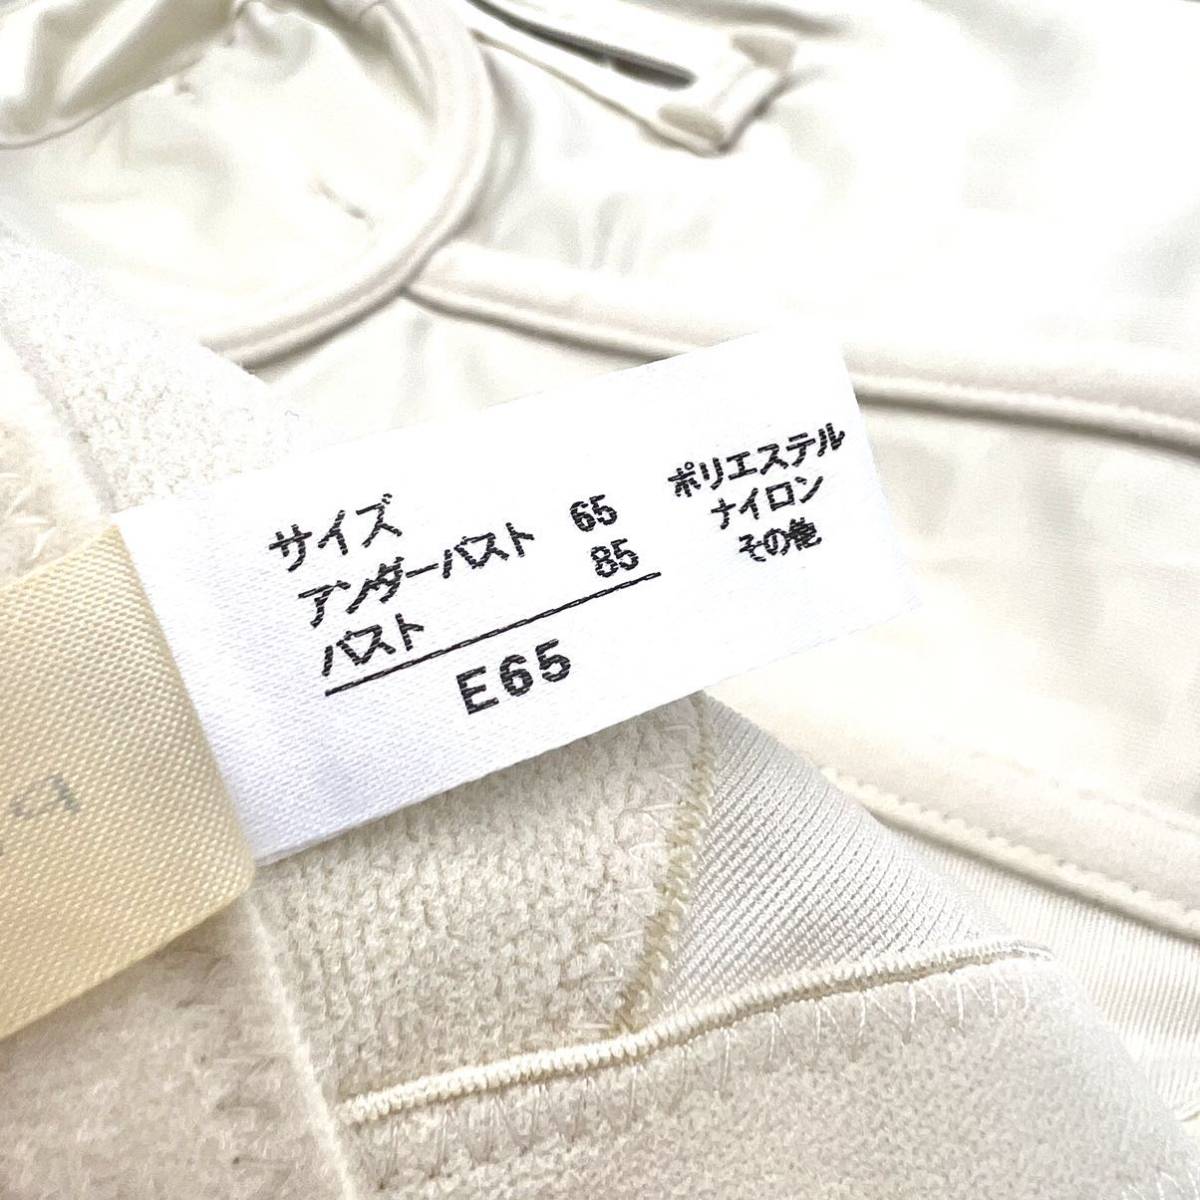 サイズ
アンダーバスト 65
バスト 85
E65
ポリエステル
ナイロン
その他